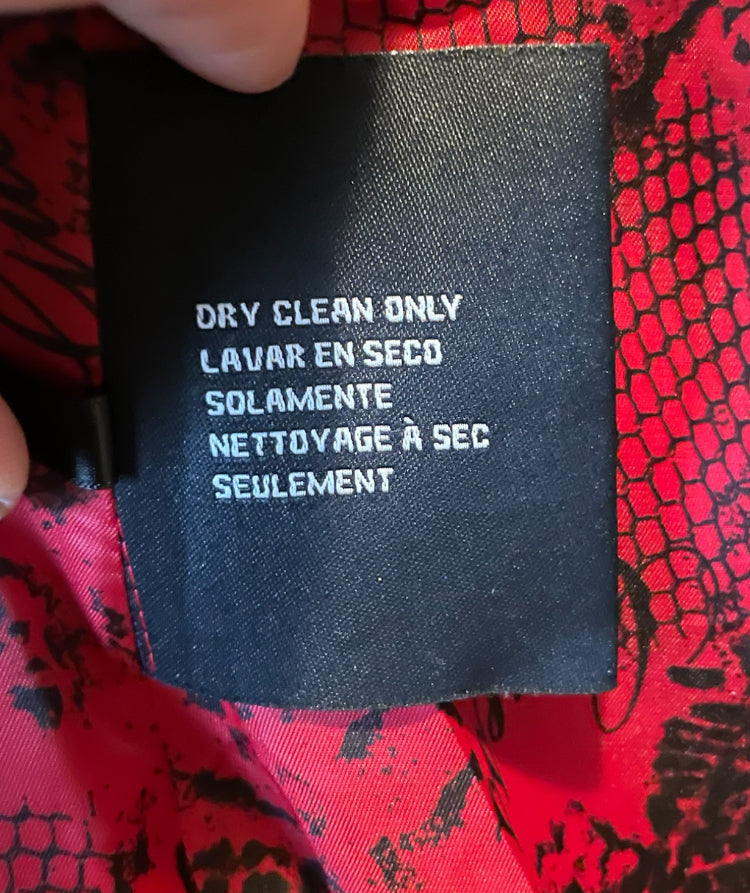 DRY CLEAN ONLY
LAVAR EN SECO
SOLAMENTE
NETTOYAGE À SEC
SEULEMENT